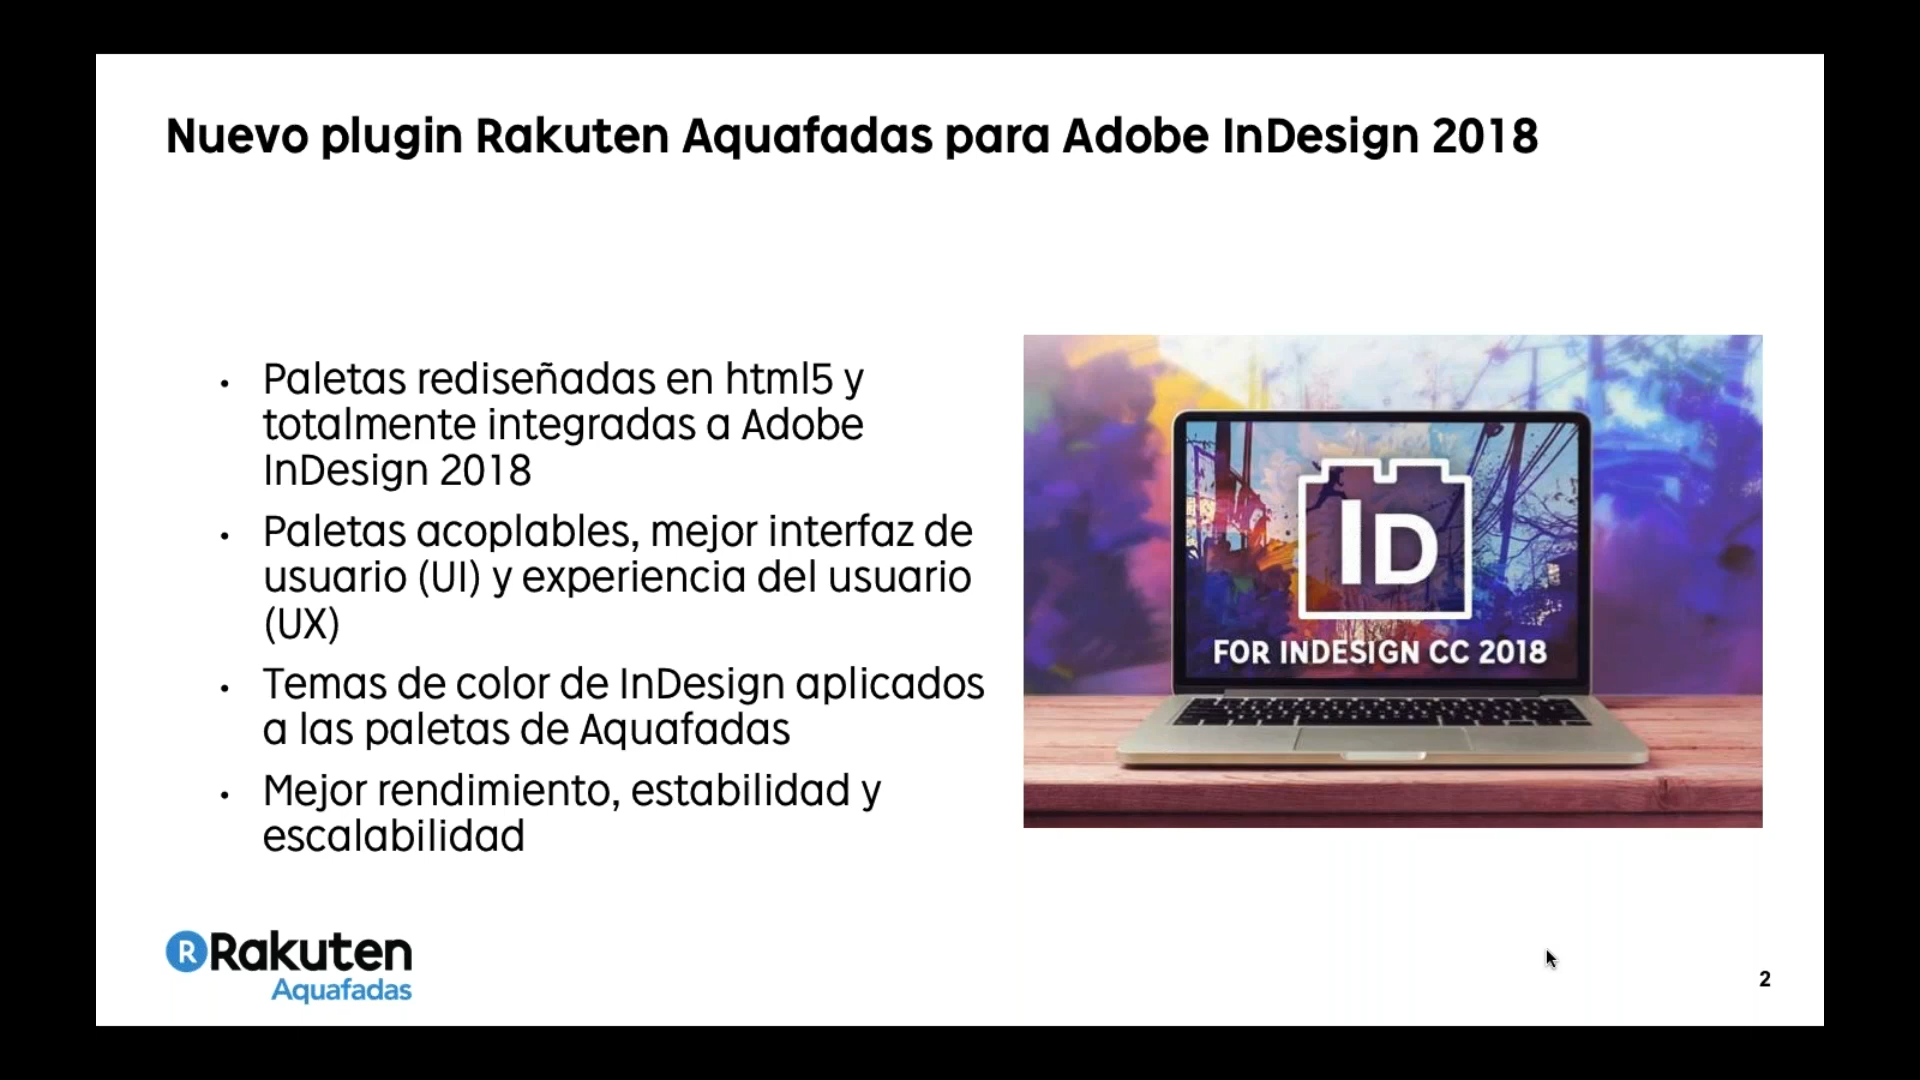 Nuevo plugin Rakuten Aquafadas para Adobe InDesign 2018
• Paletas rediseñadas en html5 y
totalmente integradas a Adobe
InDesign 2018
• Paletas acoplables, mejor interfaz de
usuario (UI) y experiencia del usuario
(UX)
• Temas de color de InDesign aplicados
a las paletas de Aquafadas
• Mejor rendimiento, estabilidad y
escalabilidad
ID
FOR INDESIGN CC 2018
R Rakuten
Aquafadas
2